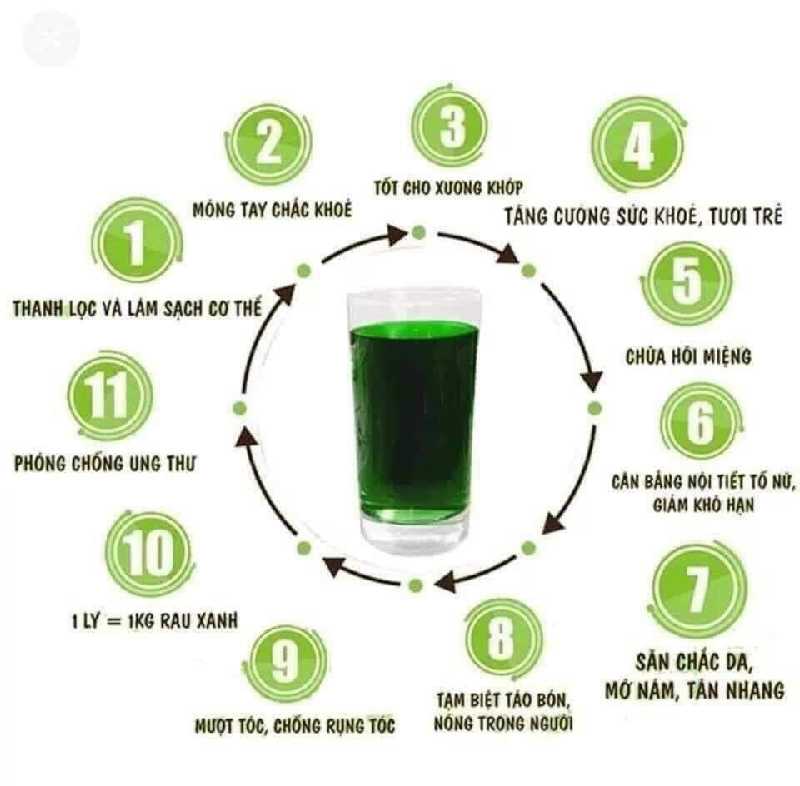 1
THANH LỌC VÀ LÀM SẠCH CƠ THỂ
2
MÓNG TAY CHẮC KHOẺ
3
TỐT CHO XƯƠNG KHỚP
4
TĂNG CƯỜNG SỨC KHOẺ, TƯƠI TRẺ
5
CHỮA HÔI MIỆNG
6
CÂN BẰNG NỘI TIẾT TỐ NỮ,
GIẢM KHÔ HẠN
7
SĂN CHẮC DA,
MỜ NÁM, TÀN NHANG
8
TẠM BIỆT TÁO BÓN,
NÓNG TRONG NGƯỜI
9
MƯỢT TÓC, CHỐNG RỤNG TÓC
10
1 LY = 1KG RAU XANH
11
PHÒNG CHỐNG UNG THƯ